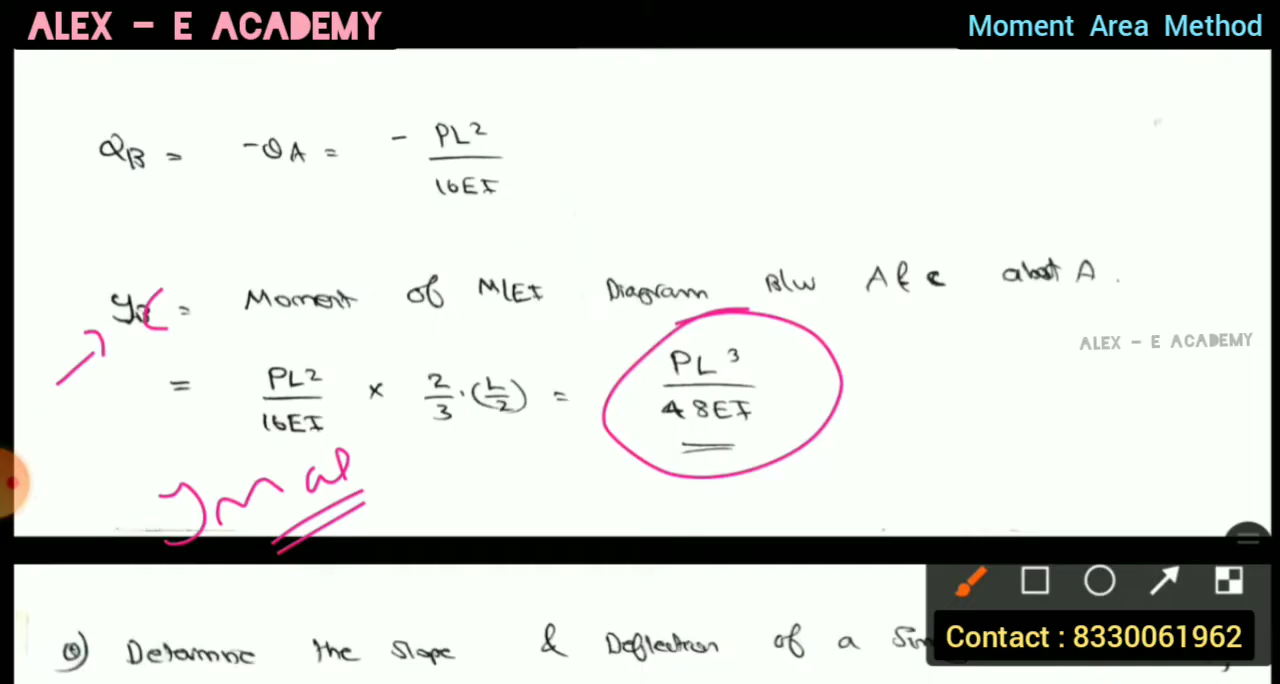 ALEX - E ACADEMY
Moment Area Method
θB = -θA = - PL²/16EI
yC = Moment of M/EI Diagram B/w A & C about A.
ALEX - E ACADEMY
= PL²/16EI × 2/3 · (L/2) = PL³/48EI
ymax
Q) Determine the slope & Deflection of a Sim
Contact : 8330061962